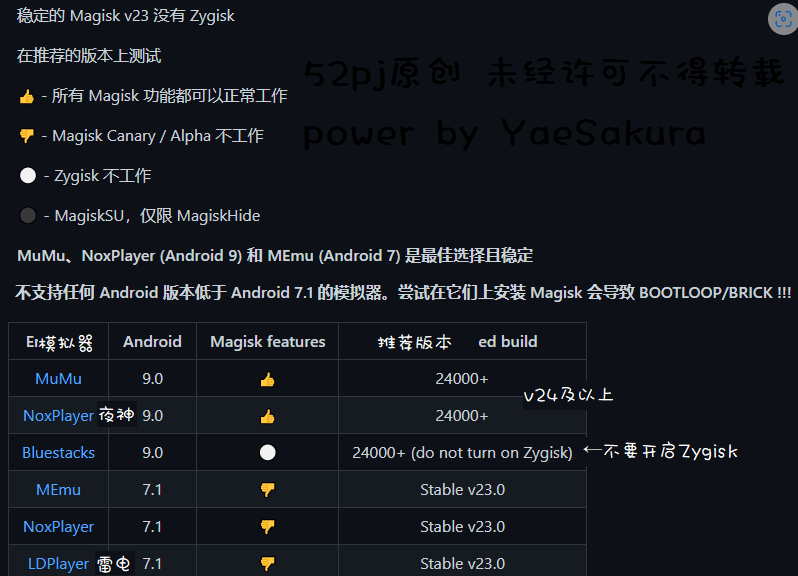 稳定的 Magisk v23 没有 Zygisk
在推荐的版本上测试
52pj原创 未经许可不得转载
👍 - 所有 Magisk 功能都可以正常工作
👎 - Magisk Canary / Alpha 不工作
power by YaeSakura
⚪ - Zygisk 不工作
⚫ - MagiskSU，仅限 MagiskHide
MuMu、NoxPlayer (Android 9) 和 MEmu (Android 7) 是最佳选择且稳定
不支持任何 Android 版本低于 Android 7.1 的模拟器。尝试在它们上安装 Magisk 会导致 BOOTLOOP/BRICK !!!
Er模拟器 Android Magisk features 推荐版本 ed build
MuMu 9.0 👍 24000+
v24及以上
NoxPlayer 夜神 9.0 👍 24000+
Bluestacks 9.0 ⚪ 24000+ (do not turn on Zygisk) ←不要开启Zygisk
MEmu 7.1 👎 Stable v23.0
NoxPlayer 7.1 👎 Stable v23.0
LDPlayer 雷电 7.1 👎 Stable v23.0